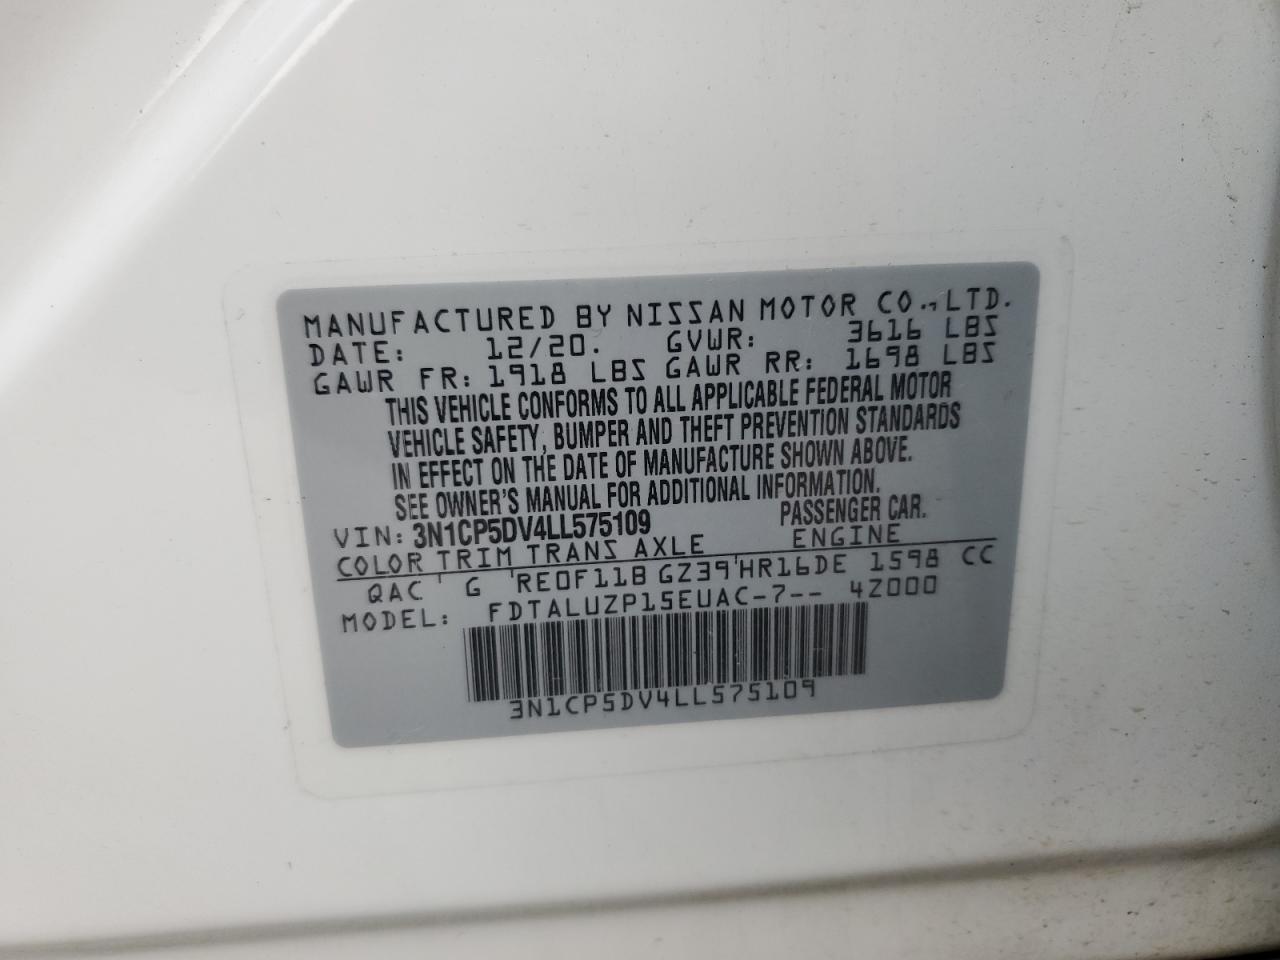 MANUFACTURED BY NISSAN MOTOR CO., LTD.
DATE: 12/20. GVWR: 3616 LBS
GAWR FR: 1918 LBS GAWR RR: 1698 LBS
THIS VEHICLE CONFORMS TO ALL APPLICABLE FEDERAL MOTOR
VEHICLE SAFETY, BUMPER AND THEFT PREVENTION STANDARDS
IN EFFECT ON THE DATE OF MANUFACTURE SHOWN ABOVE.
SEE OWNER'S MANUAL FOR ADDITIONAL INFORMATION.
VIN: 3N1CP5DV4LL575109 PASSENGER CAR.
COLOR TRIM TRANS AXLE ENGINE
QAC G RE0F11B GZ39 HR16DE 1598 CC
MODEL: FDTALUZP15EUAC-7-- 4Z000
3N1CP5DV4LL575109